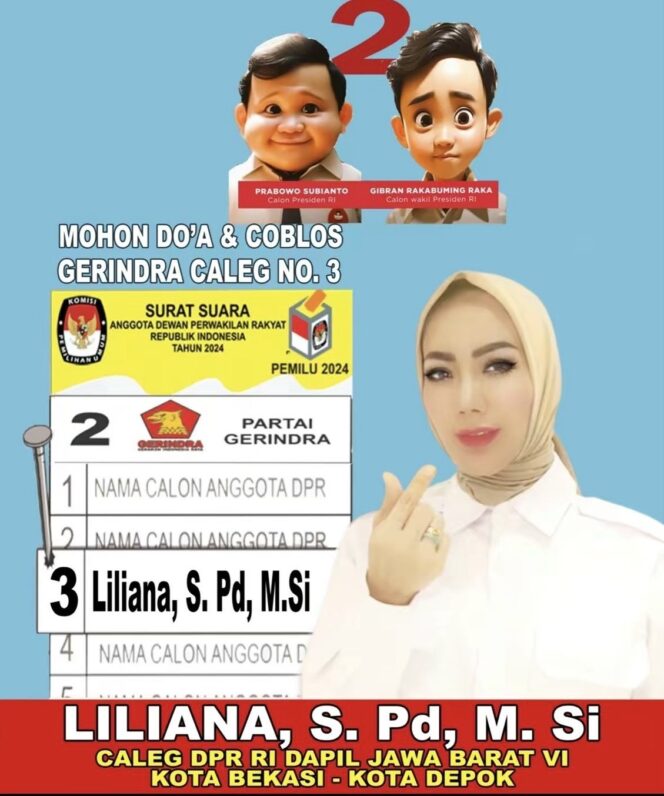 2
PRABOWO SUBIANTO
Calon Presiden RI
GIBRAN RAKABUMING RAKA
Calon wakil Presiden RI
MOHON DO'A & COBLOS
GERINDRA CALEG NO. 3
KOMISI
PEMILIHAN UMUM
SURAT SUARA
ANGGOTA DEWAN PERWAKILAN RAKYAT
REPUBLIK INDONESIA
TAHUN 2024
PEMILU 2024
2
GERINDRA
PARTAI
GERINDRA
1 NAMA CALON ANGGOTA DPR
2 NAMA CALON ANGGOTA DPR
3 Liliana, S. Pd, M.Si
4 NAMA CALON ANGGOTA D
5
LILIANA, S. Pd, M. Si
CALEG DPR RI DAPIL JAWA BARAT VI
KOTA BEKASI - KOTA DEPOK